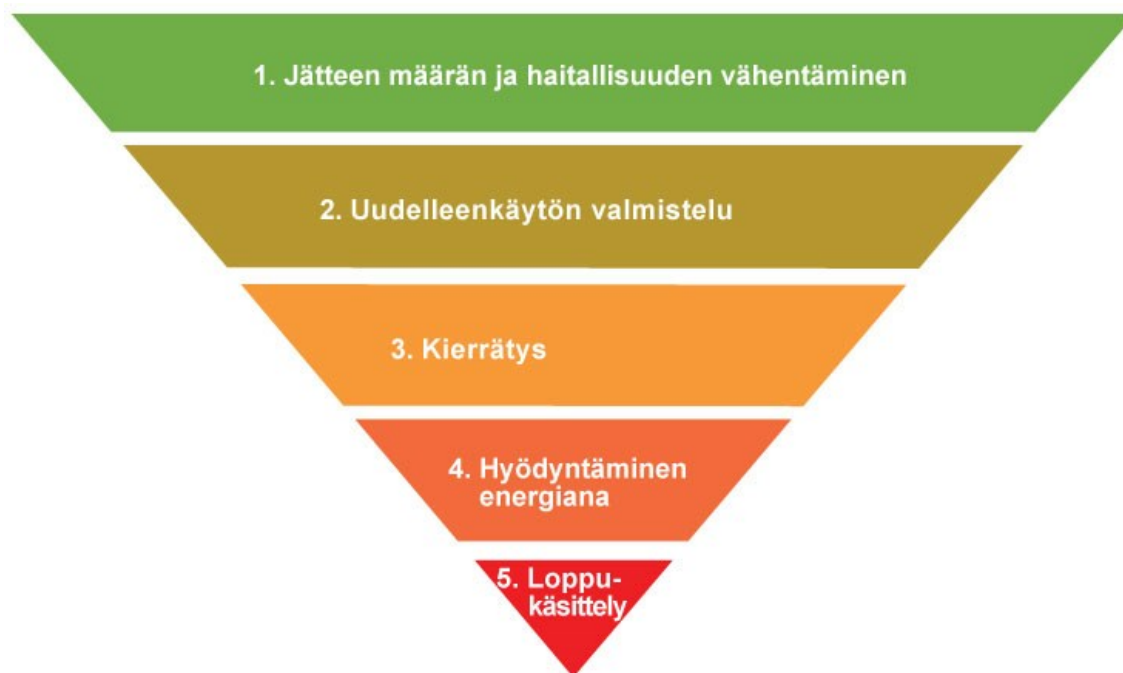 1. Jätteen määrän ja haitallisuuden vähentäminen
2. Uudelleenkäytön valmistelu
3. Kierrätys
4. Hyödyntäminen
energiana
5. Loppu-
käsittely